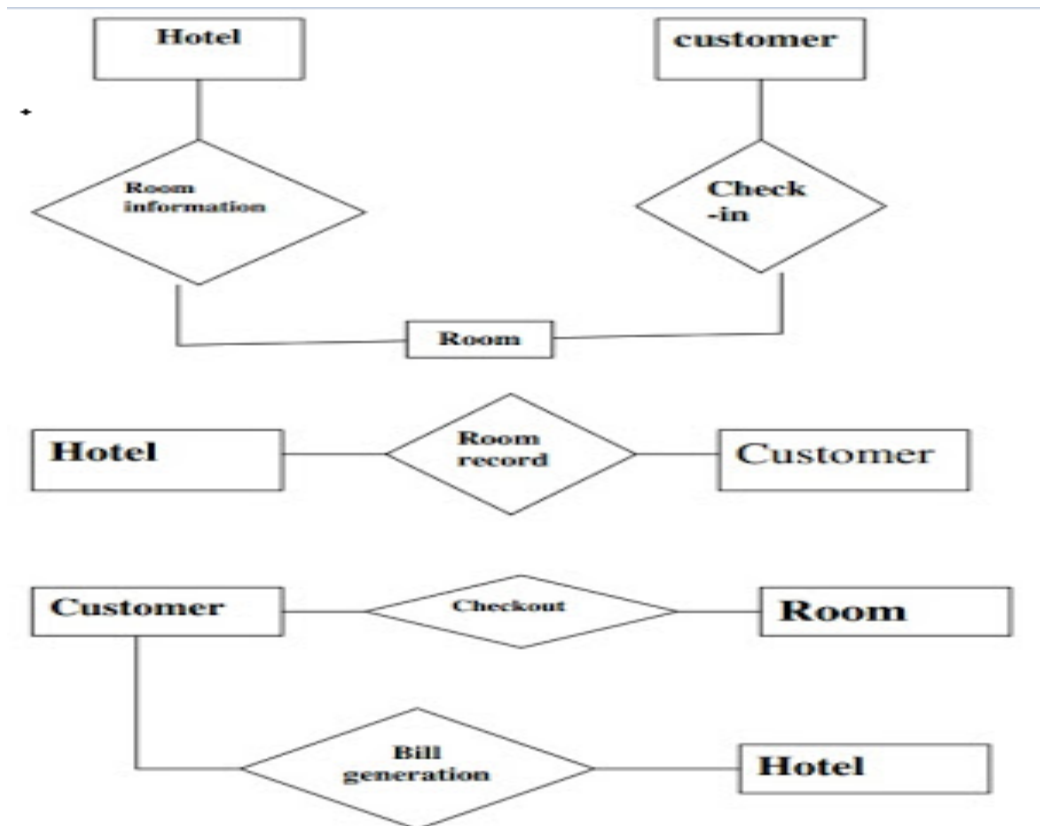 Hotel
customer
Room
information
Check
-in
Room
Hotel
Room
record
Customer
Customer
Checkout
Room
Bill
generation
Hotel